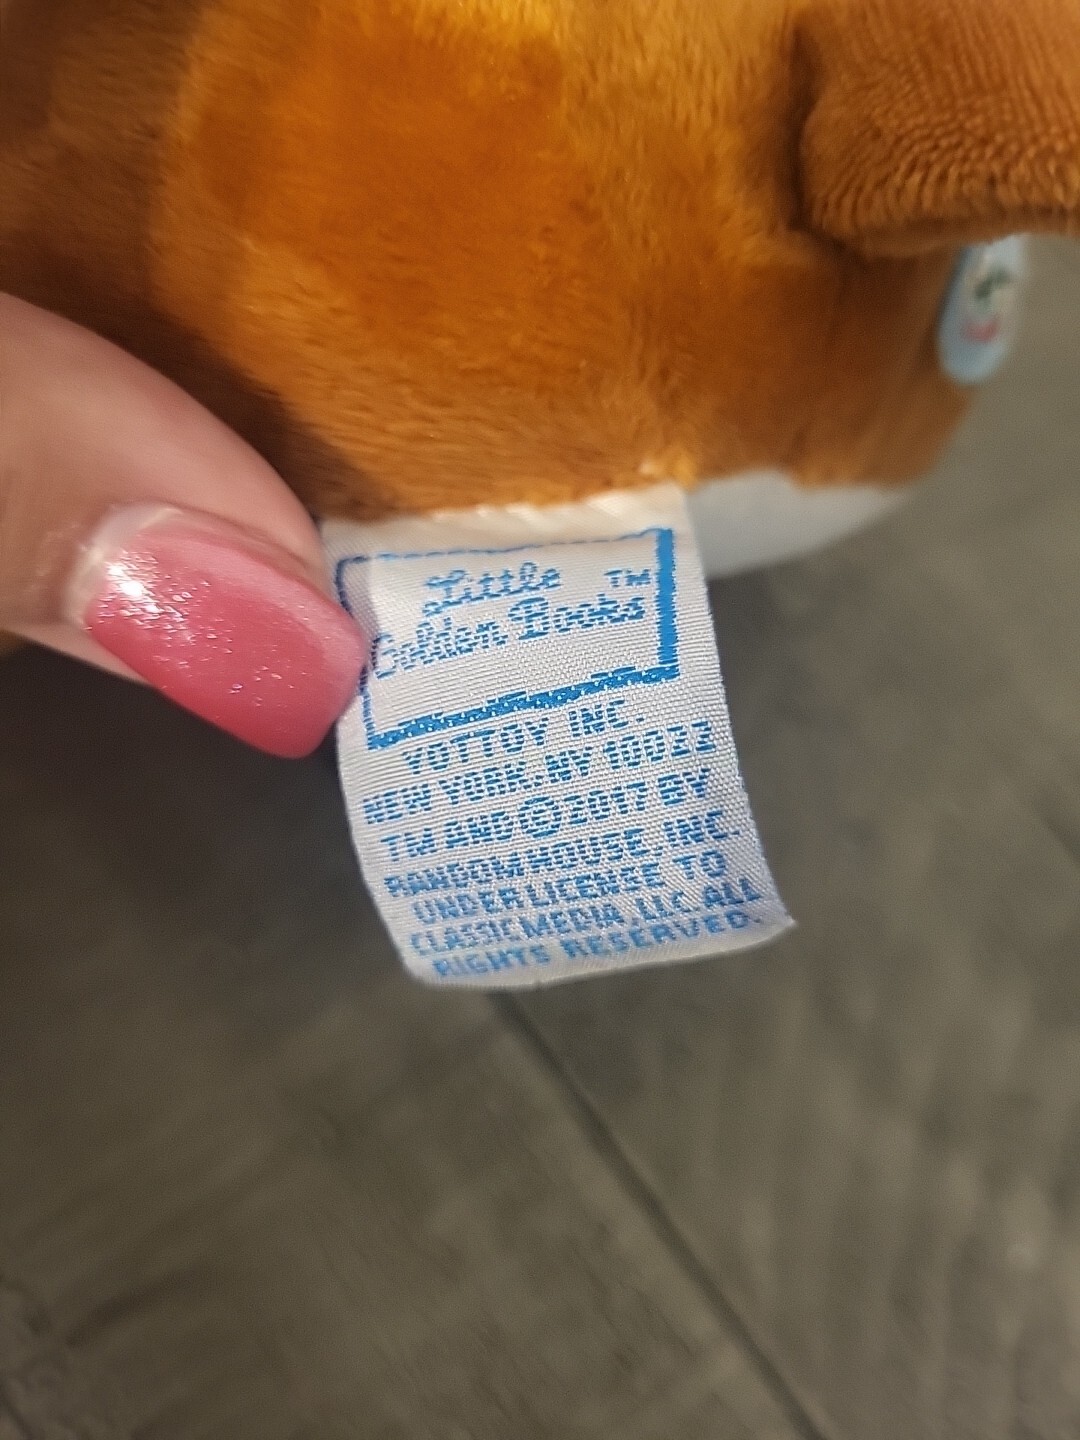 Little TM
Golden Books
YOTTOY INC.
NEW YORK, NY 10022
TM AND © 2017 BY
RANDOM HOUSE INC.
UNDER LICENSE TO
CLASSIC MEDIA, LLC. ALL
RIGHTS RESERVED.